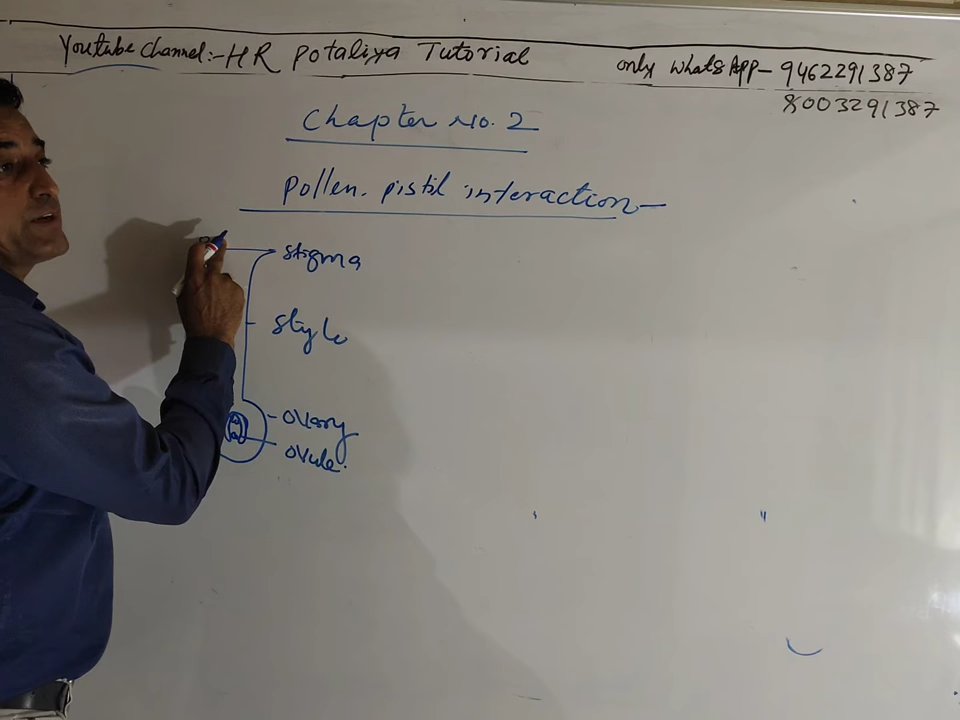 Youtube Channel:-HR Potaliya Tutorial
only WhatsApp- 9462291387
8003291387
Chapter No. 2
Pollen. pistil interaction-
Stigma
Style
ovary
ovule.